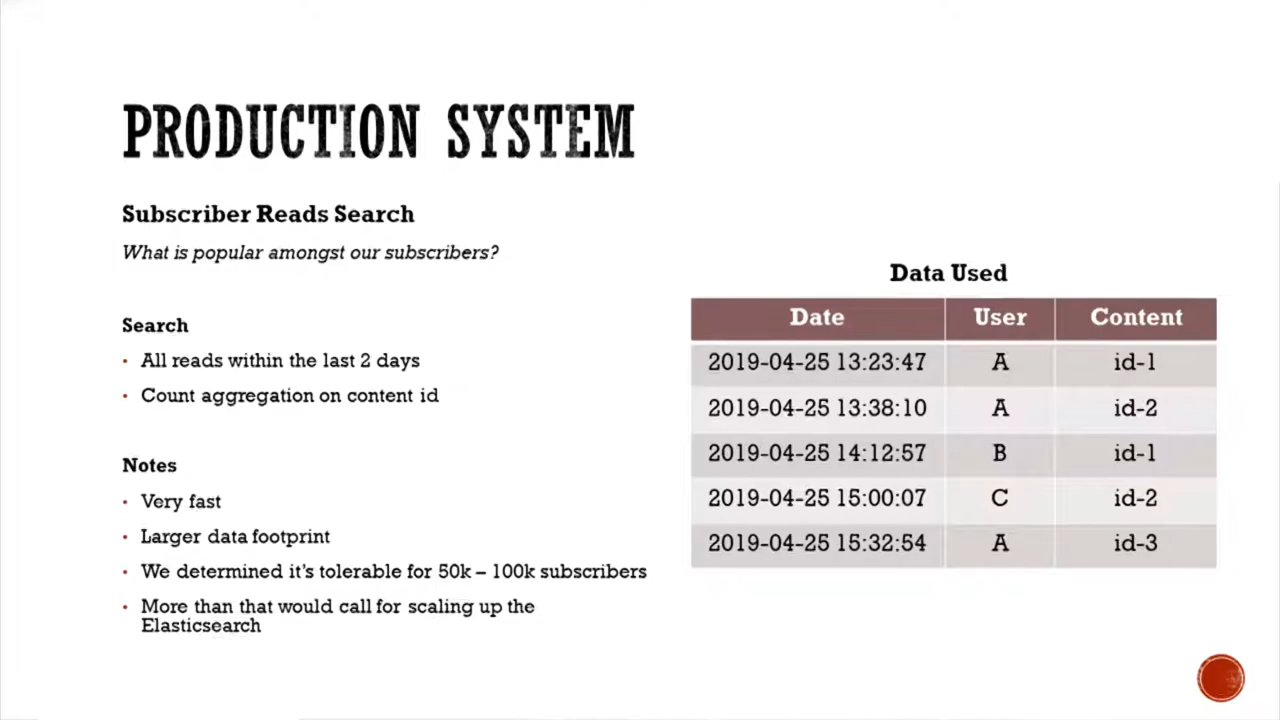 PRODUCTION SYSTEM
Subscriber Reads Search
What is popular amongst our subscribers?
Search
• All reads within the last 2 days
• Count aggregation on content id
Notes
• Very fast
• Larger data footprint
• We determined it's tolerable for 50k – 100k subscribers
• More than that would call for scaling up the
Elasticsearch
Data Used
Date User Content
2019-04-25 13:23:47 A id-1
2019-04-25 13:38:10 A id-2
2019-04-25 14:12:57 B id-1
2019-04-25 15:00:07 C id-2
2019-04-25 15:32:54 A id-3